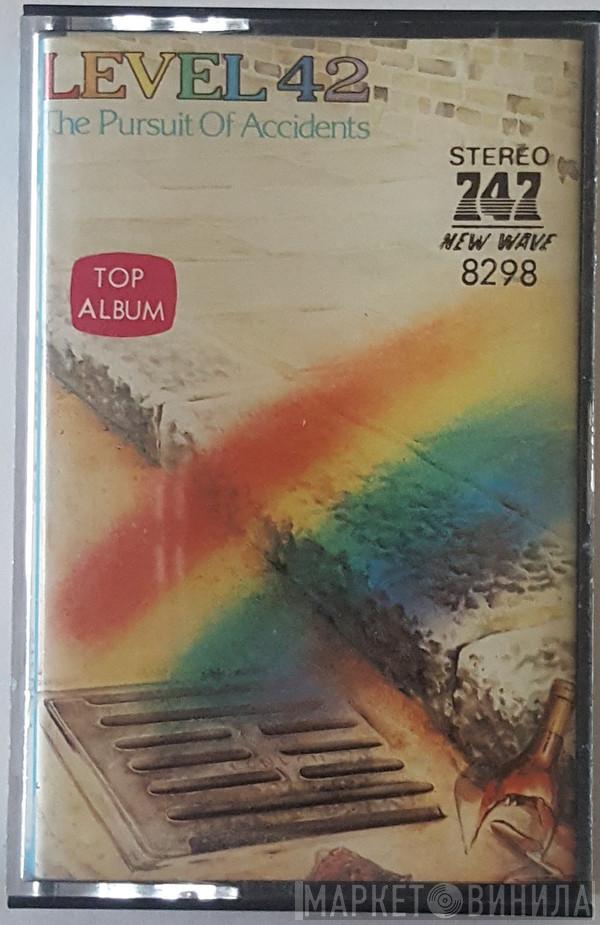 LEVEL 42
The Pursuit Of Accidents
STEREO
747
NEW WAVE
8298
TOP
ALBUM
МАРКЕТ ВИНИЛА